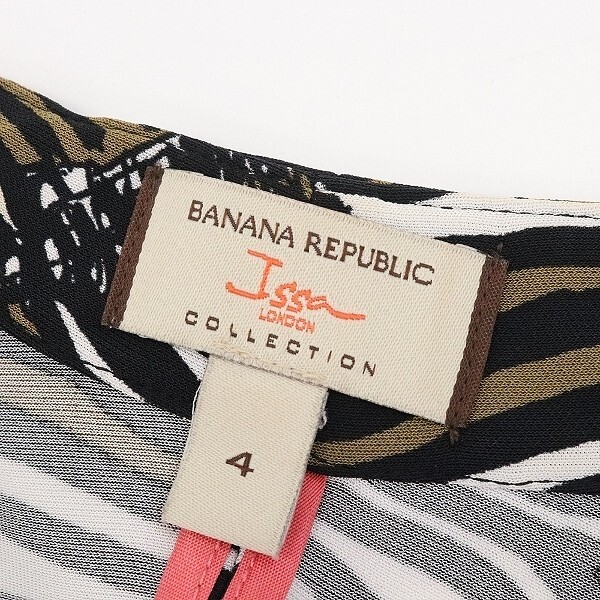 BANANA REPUBLIC
Issa
LONDON
COLLECTION
4